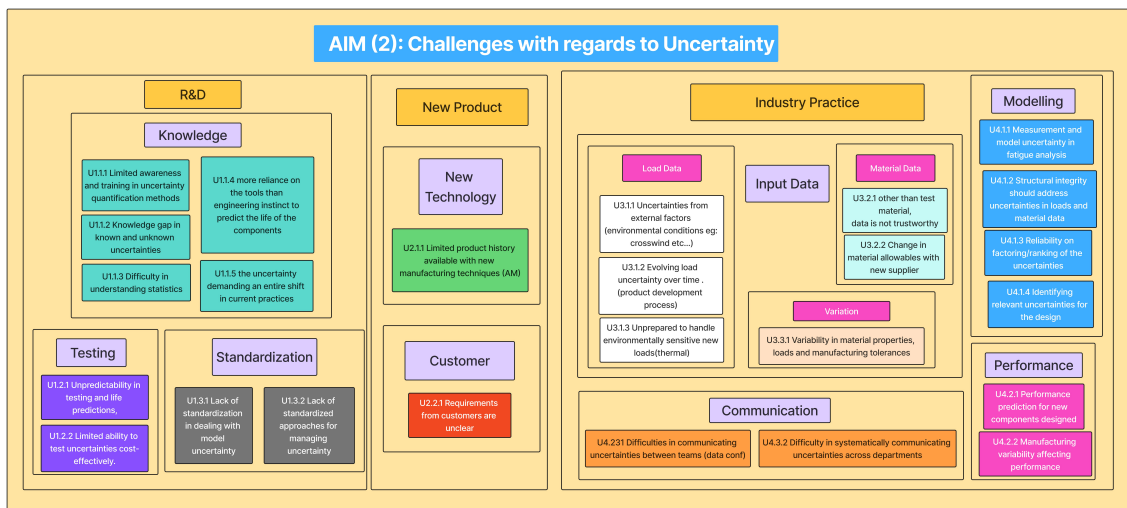 AIM (2): Challenges with regards to Uncertainty
R&D
Knowledge
U1.1.1 Limited awareness
and training in uncertainty
quantification methods
U1.1.2 Knowledge gap in
known and unknown
uncertainties
U1.1.3 Difficulty in
understanding statistics
U1.1.4 more reliance on
the tools than
engineering instinct to
predict the life of the
components
U1.1.5 the uncertainty
demanding an entire shift
in current practices
Testing
U1.2.1 Unpredictability in
testing and life
predictions,
U1.2.2 Limited ability to
test uncertainties cost-
effectively.
Standardization
U1.3.1 Lack of
standardization
in dealing with
model
uncertainty
U1.3.2 Lack of
standardized
approaches for
managing
uncertainty
New Product
New
Technology
U2.1.1 Limited product history
available with new
manufacturing techniques (AM)
Customer
U2.2.1 Requirements
from customers are
unclear
Industry Practice
Input Data
Load Data
U3.1.1 Uncertainties from
external factors
(environmental conditions eg:
crosswind etc...)
U3.1.2 Evolving load
uncertainty over time .
(product development
process)
U3.1.3 Unprepared to handle
environmentally sensitive new
loads(thermal)
Material Data
U3.2.1 other than test
material,
data is not trustworthy
U3.2.2 Change in
material allowables with
new supplier
Variation
U3.3.1 Variability in material properties,
loads and manufacturing tolerances
Communication
U4.231 Difficulties in communicating
uncertainties between teams (data conf)
U4.3.2 Difficulty in systematically communicating
uncertainties across departments
Modelling
U4.1.1 Measurement and
model uncertainty in
fatigue analysis
U4.1.2 Structural integrity
should address
uncertainties in loads and
material data
U4.1.3 Reliability on
factoring/ranking of the
uncertainties
U4.1.4 Identifying
relevant uncertainties for
the design
Performance
U4.2.1 Performance
prediction for new
components designed
U4.2.2 Manufacturing
variability affecting
performance